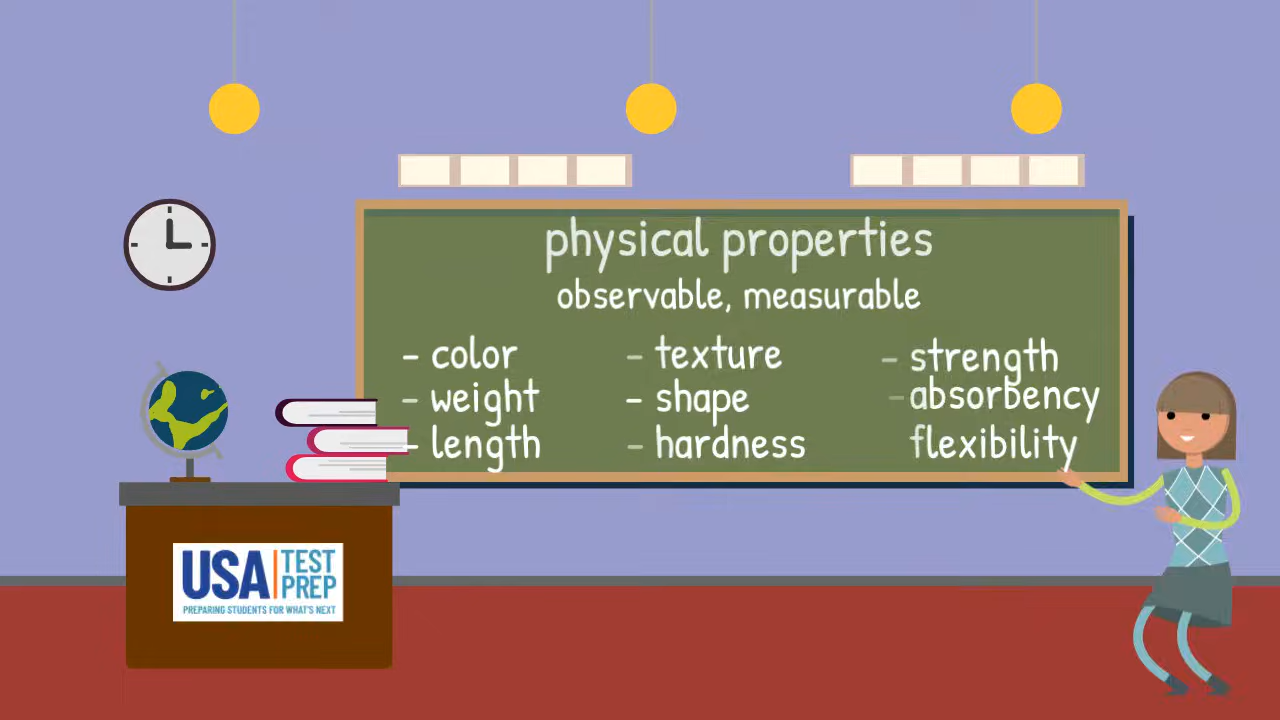 physical properties
observable, measurable
- color
- weight
- length
- texture
- shape
- hardness
- strength
- absorbency
flexibility
USA TEST PREP
PREPARING STUDENTS FOR WHAT'S NEXT